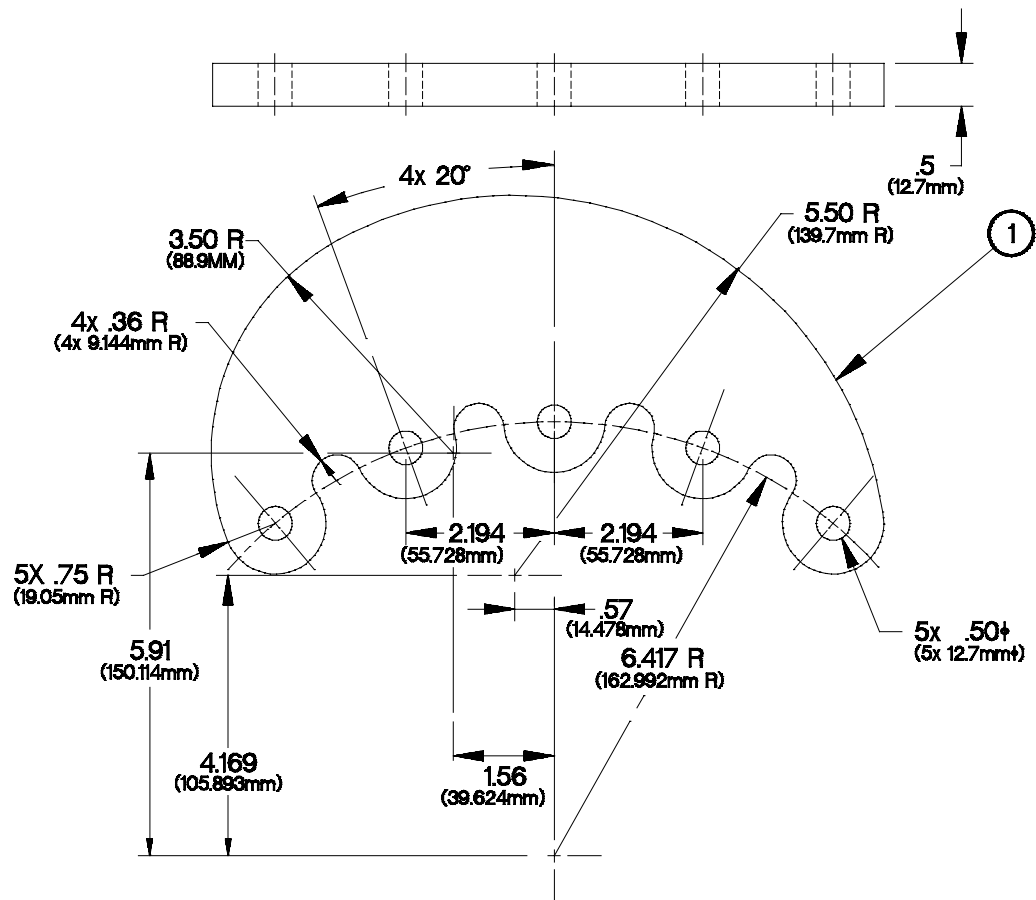 .5
(12.7mm)
4x 20°
5.50 R
(139.7mm R)
1
3.50 R
(88.9MM)
4x .36 R
(4x 9.144mm R)
2.194
(55.728mm)
2.194
(55.728mm)
5X .75 R
(19.05mm R)
.57
(14.478mm)
5x .50⌀
(5x 12.7mm⌀)
5.91
(150.114mm)
6.417 R
(162.992mm R)
4.169
(105.893mm)
1.56
(39.624mm)